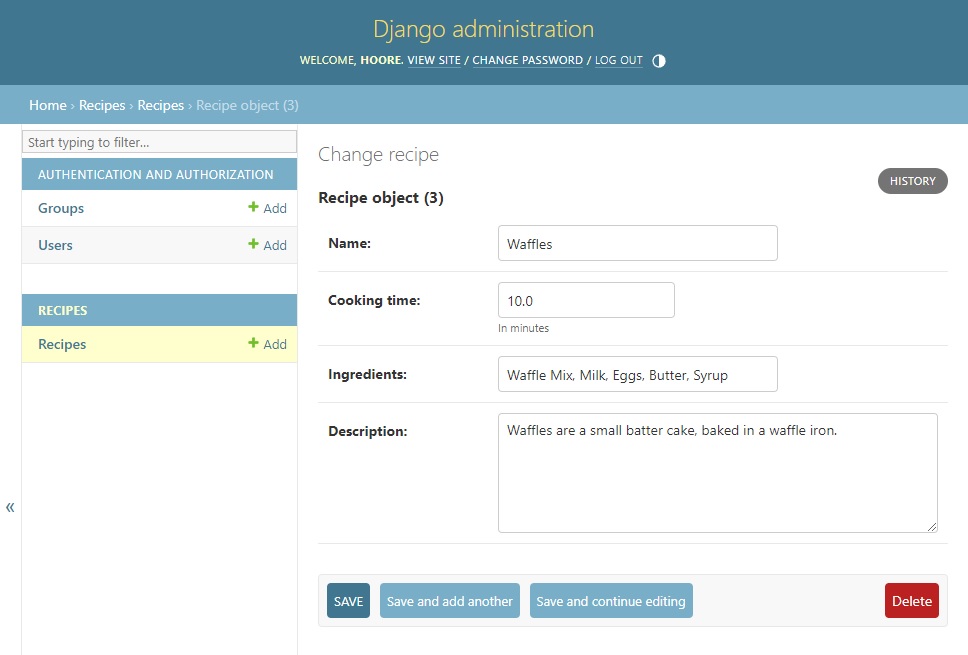 Django administration
WELCOME, HOORE. VIEW SITE / CHANGE PASSWORD / LOG OUT
Home › Recipes › Recipes › Recipe object (3)
Start typing to filter...
AUTHENTICATION AND AUTHORIZATION
Groups + Add
Users + Add
RECIPES
Recipes + Add
«
Change recipe
HISTORY
Recipe object (3)
Name: Waffles
Cooking time: 10.0
In minutes
Ingredients: Waffle Mix, Milk, Eggs, Butter, Syrup
Description: Waffles are a small batter cake, baked in a waffle iron.
SAVE Save and add another Save and continue editing Delete